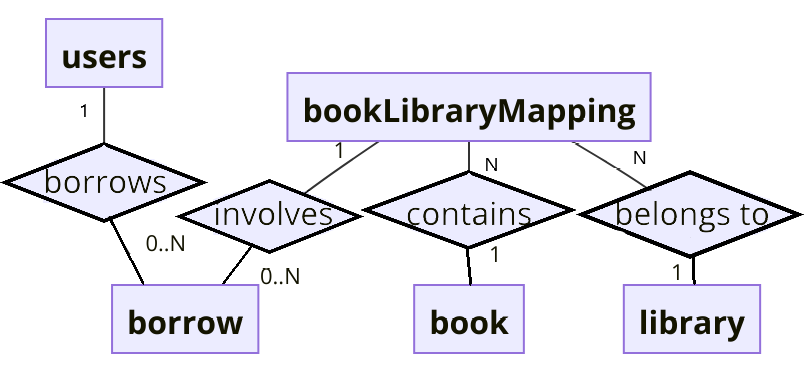 users
bookLibraryMapping
1
1
N
N
borrows
involves
contains
belongs to
0..N
0..N
1
1
borrow
book
library